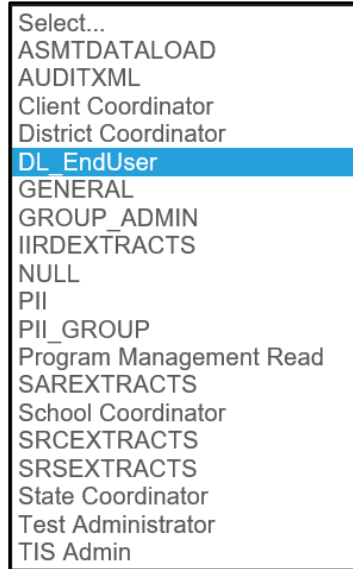 Select...
ASMTDATALOAD
AUDITXML
Client Coordinator
District Coordinator
DL_EndUser
GENERAL
GROUP_ADMIN
IIRDEXTRACTS
NULL
PII
PII_GROUP
Program Management Read
SAREXTRACTS
School Coordinator
SRCEXTRACTS
SRSEXTRACTS
State Coordinator
Test Administrator
TIS Admin